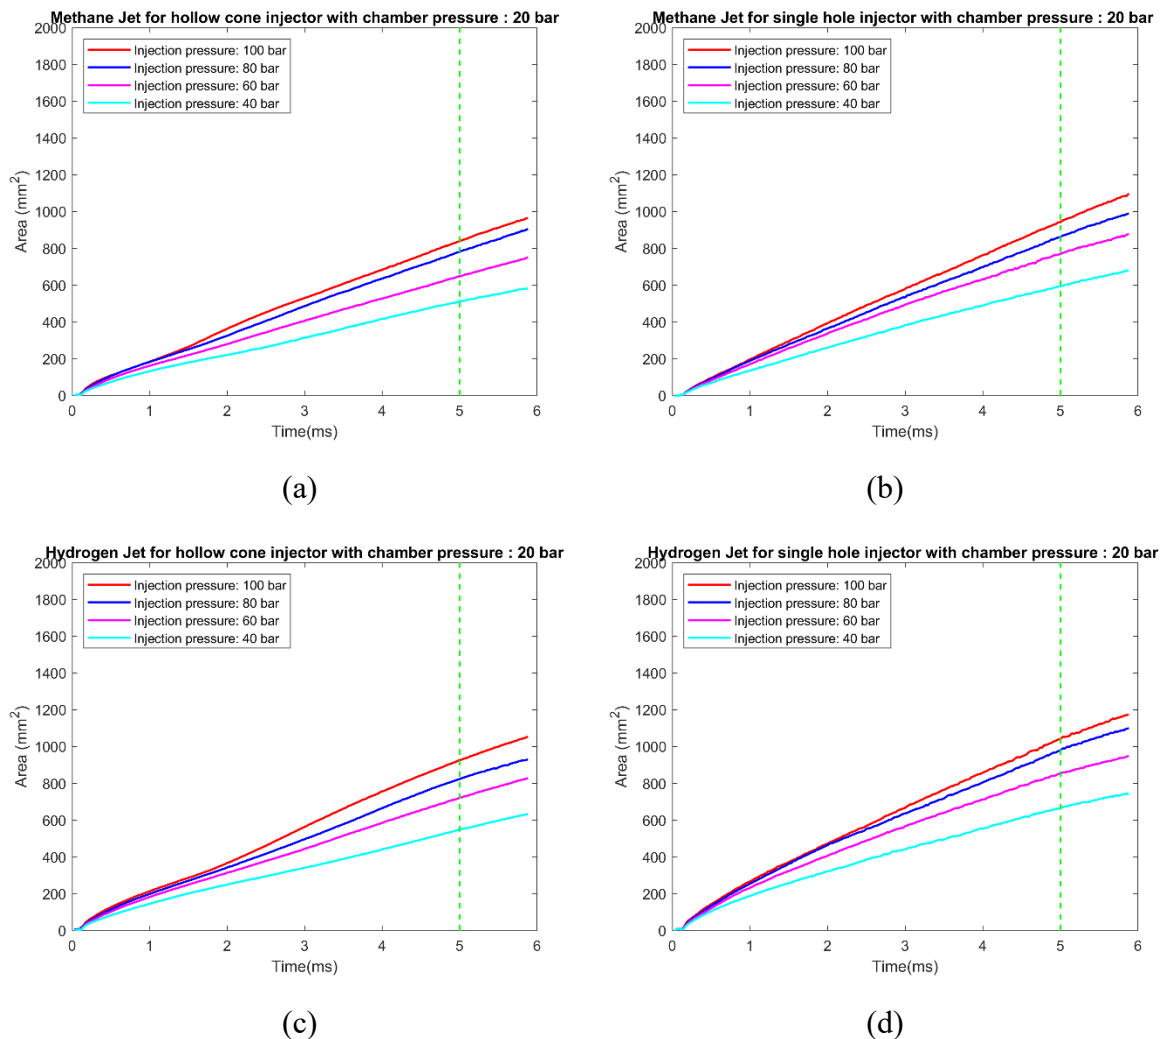 Methane Jet for hollow cone injector with chamber pressure : 20 bar
2000
1800
1600
1400
1200
1000
800
600
400
200
0
Area (mm²)
Injection pressure: 100 bar
Injection pressure: 80 bar
Injection pressure: 60 bar
Injection pressure: 40 bar
0 1 2 3 4 5 6
Time(ms)
(a)
Methane Jet for single hole injector with chamber pressure : 20 bar
2000
1800
1600
1400
1200
1000
800
600
400
200
0
Area (mm²)
Injection pressure: 100 bar
Injection pressure: 80 bar
Injection pressure: 60 bar
Injection pressure: 40 bar
0 1 2 3 4 5 6
Time(ms)
(b)
Hydrogen Jet for hollow cone injector with chamber pressure : 20 bar
2000
1800
1600
1400
1200
1000
800
600
400
200
0
Area (mm²)
Injection pressure: 100 bar
Injection pressure: 80 bar
Injection pressure: 60 bar
Injection pressure: 40 bar
0 1 2 3 4 5 6
Time(ms)
(c)
Hydrogen Jet for single hole injector with chamber pressure : 20 bar
2000
1800
1600
1400
1200
1000
800
600
400
200
0
Area (mm²)
Injection pressure: 100 bar
Injection pressure: 80 bar
Injection pressure: 60 bar
Injection pressure: 40 bar
0 1 2 3 4 5 6
Time(ms)
(d)